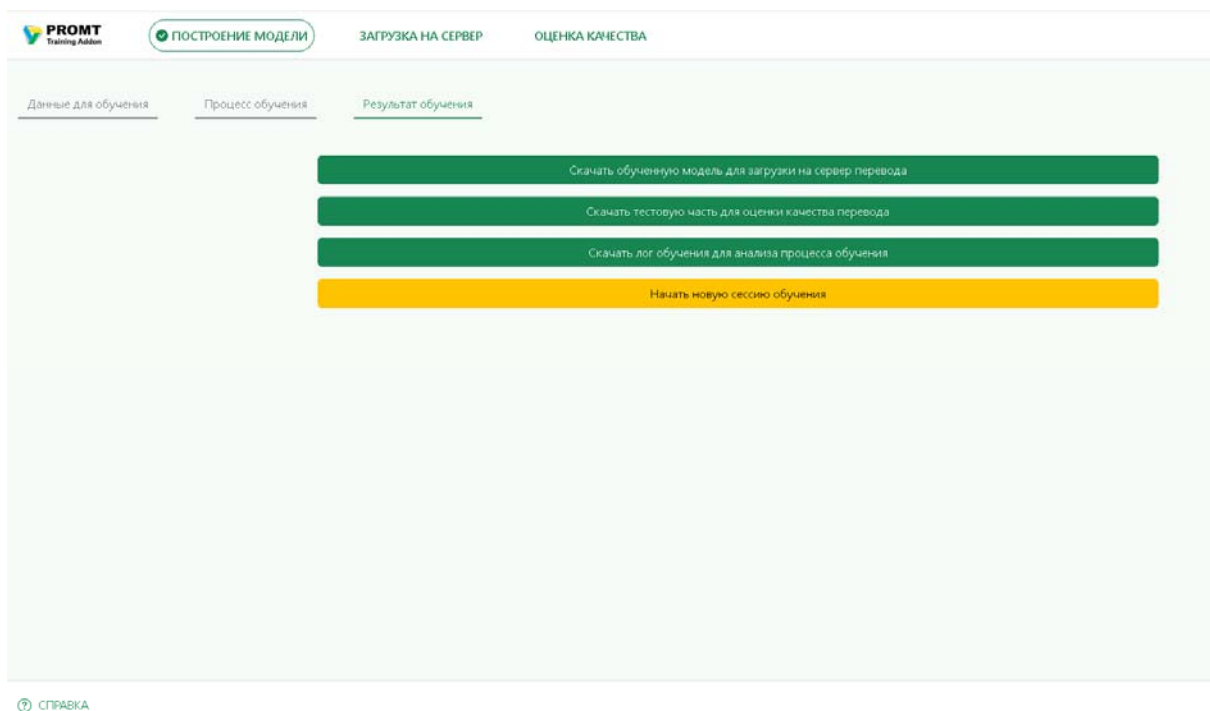 PROMT
Training Addon
ПОСТРОЕНИЕ МОДЕЛИ
ЗАГРУЗКА НА СЕРВЕР
ОЦЕНКА КАЧЕСТВА
Данные для обучения
Процесс обучения
Результат обучения
Скачать обученную модель для загрузки на сервер перевода
Скачать тестовую часть для оценки качества перевода
Скачать лог обучения для анализа процесса обучения
Начать новую сессию обучения
? СПРАВКА